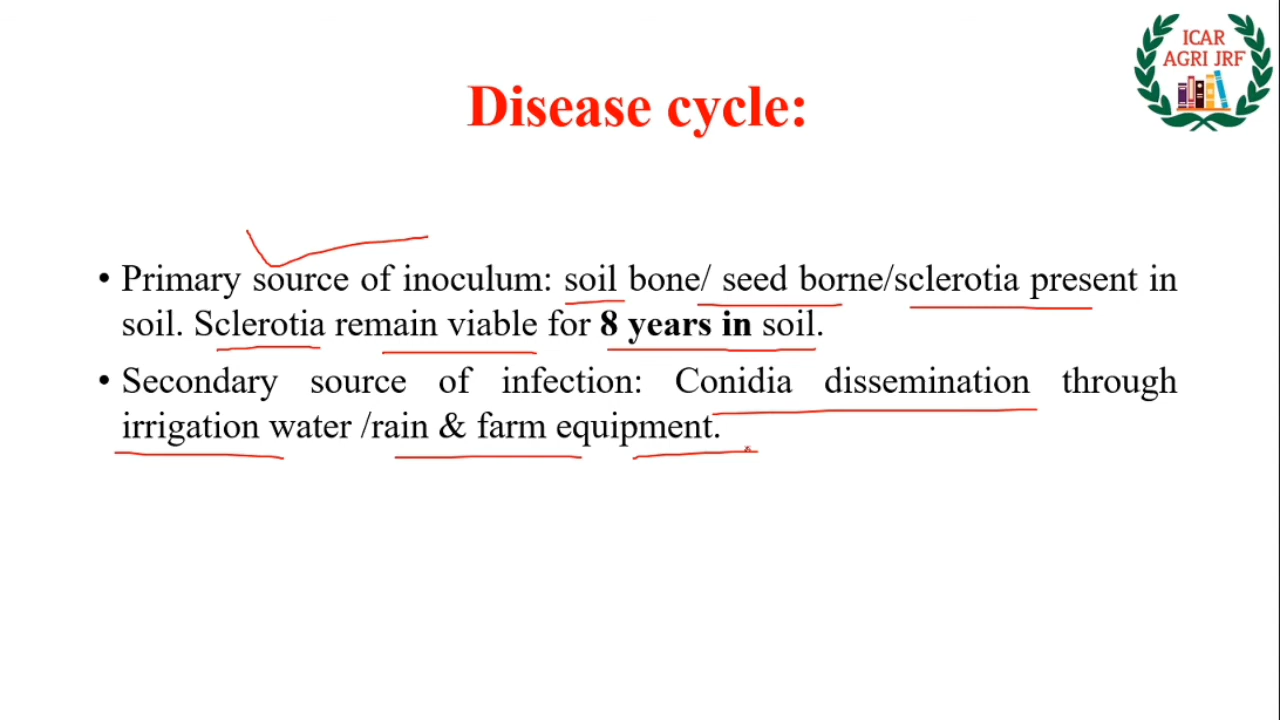 ICAR
AGRI JRF
Disease cycle:
• Primary source of inoculum: soil bone/ seed borne/sclerotia present in
soil. Sclerotia remain viable for 8 years in soil.
• Secondary source of infection: Conidia dissemination through
irrigation water /rain & farm equipment.